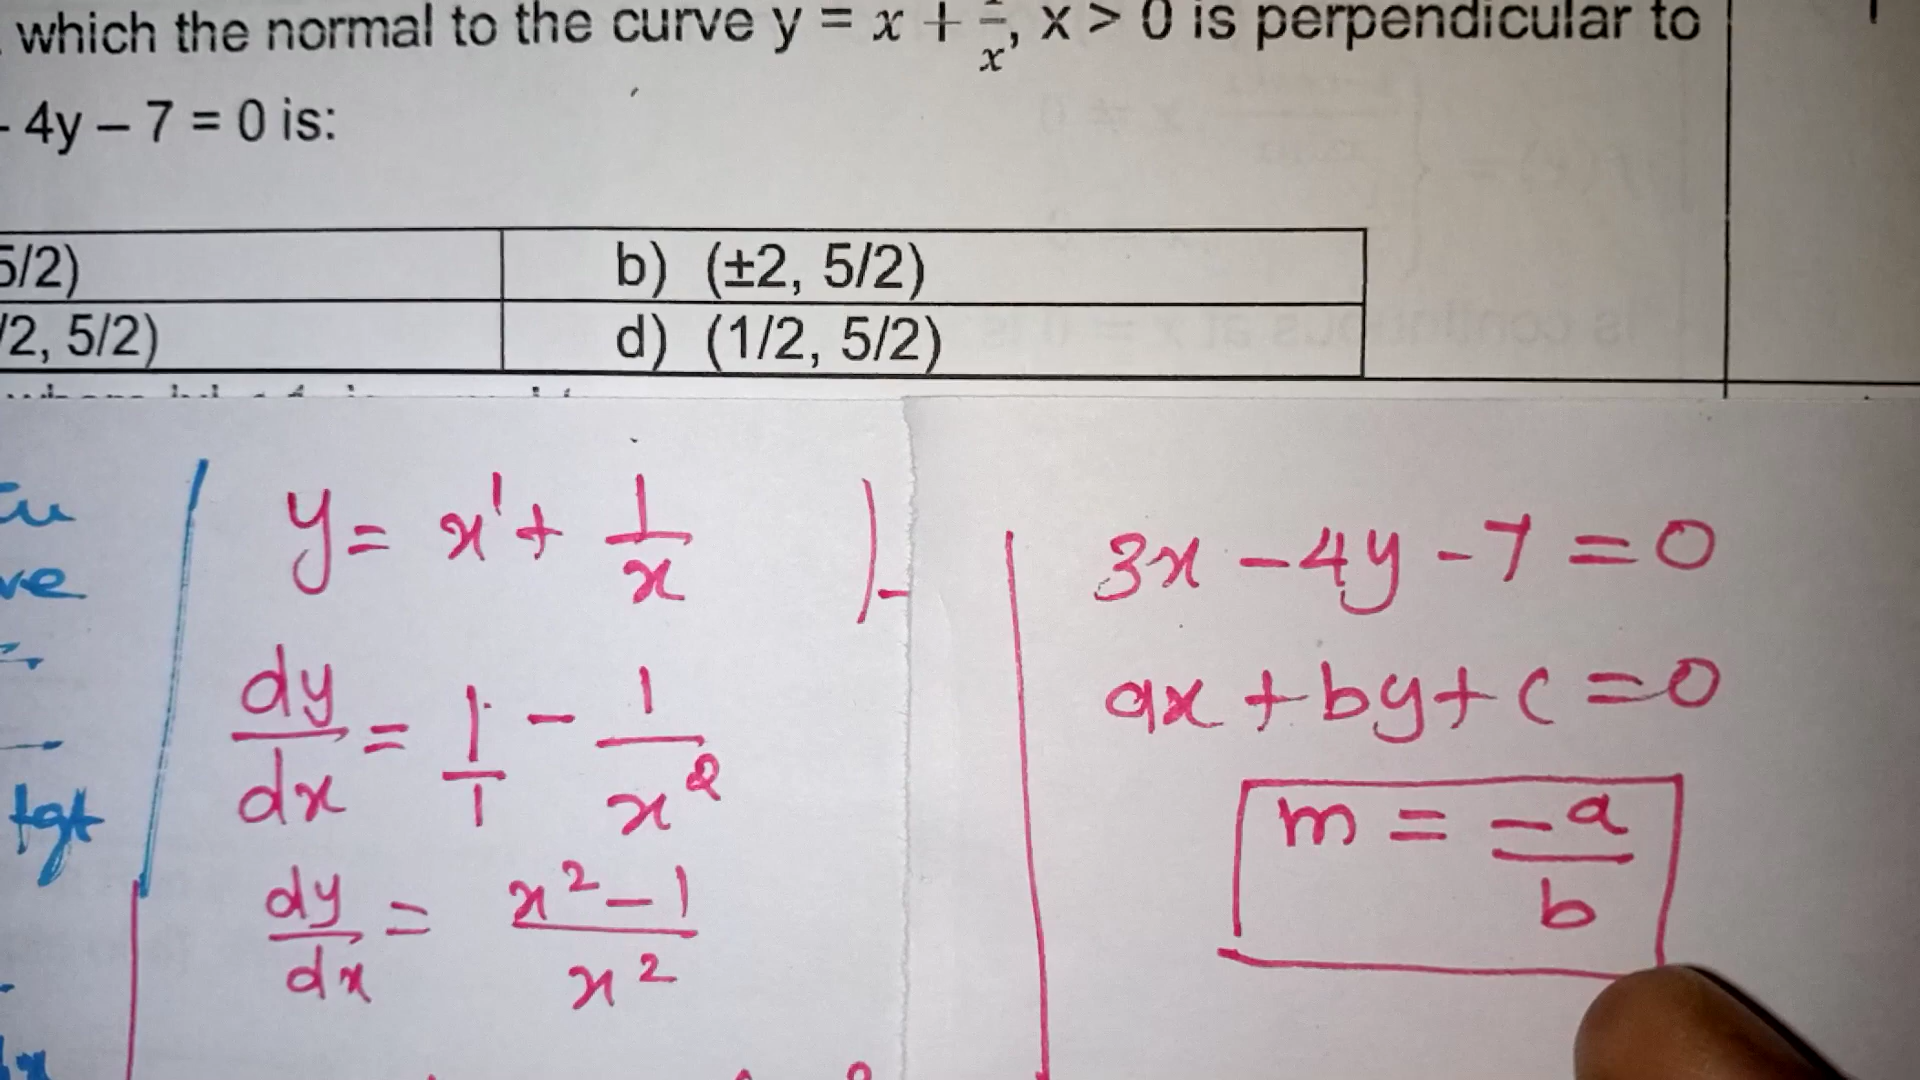 which the normal to the curve y = x + 1/x, x > 0 is perpendicular to
- 4y – 7 = 0 is:
5/2)
b) (±2, 5/2)
/2, 5/2)
d) (1/2, 5/2)
ve
tgt
y = x¹ + 1/x
dy/dx = 1/1 - 1/x²
dy/dx = x² - 1/x²
3x - 4y - 7 = 0
ax + by + c = 0
m = -a/b